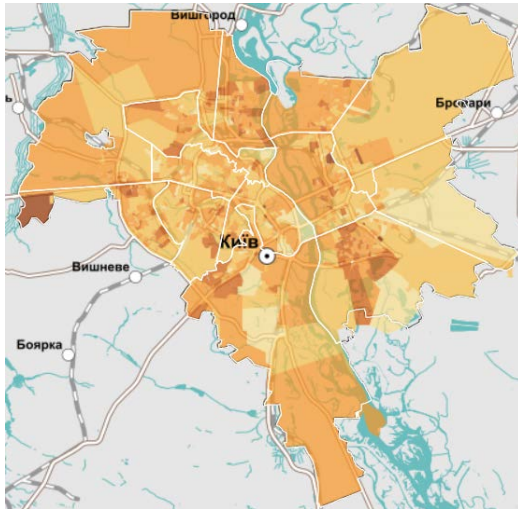 Вишгород
Бровари
ь
Київ
Вишневе
Боярка